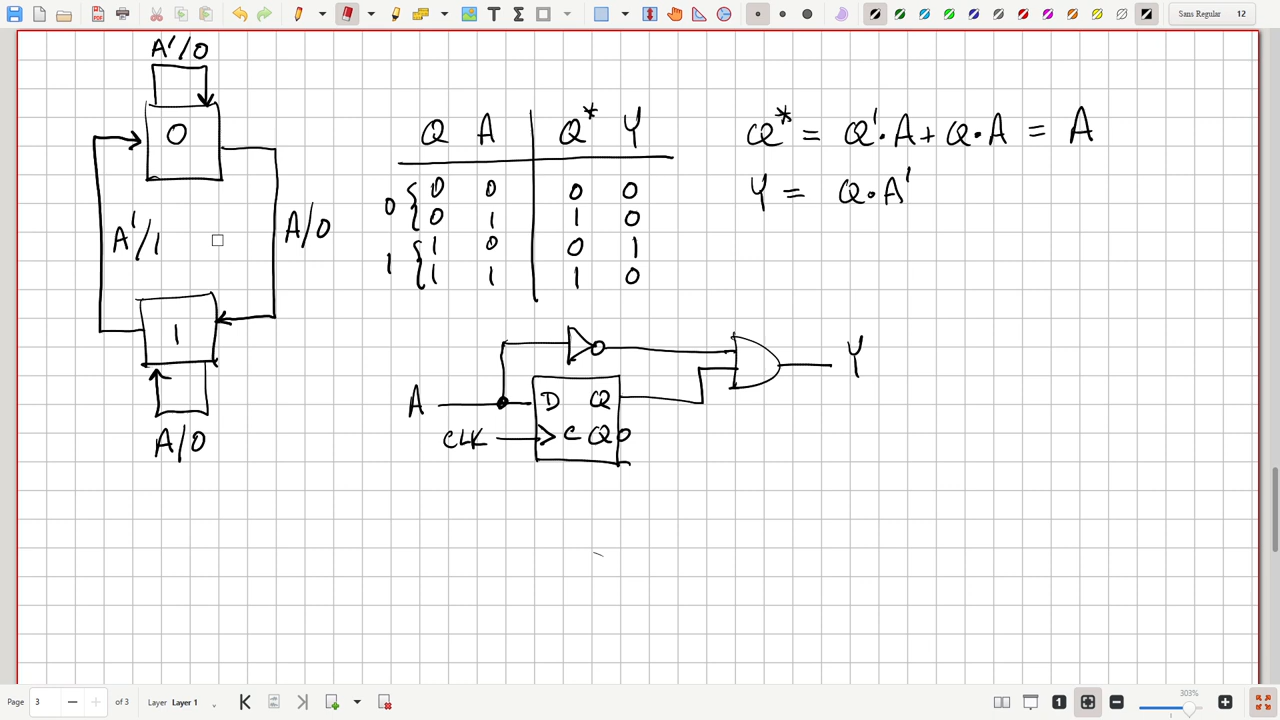 Sans Regular 12
A'/0
0
A'/1
A/0
1
A/0
Q A Q* Y
0 0 0 0 0
0 1 1 0
1 1 0 0 1
1 1 1 0
Q* = Q'·A + Q·A = A
Y = Q·A'
Y
A D Q
CLK C Q
Page 3 of 3 Layer Layer 1 303%